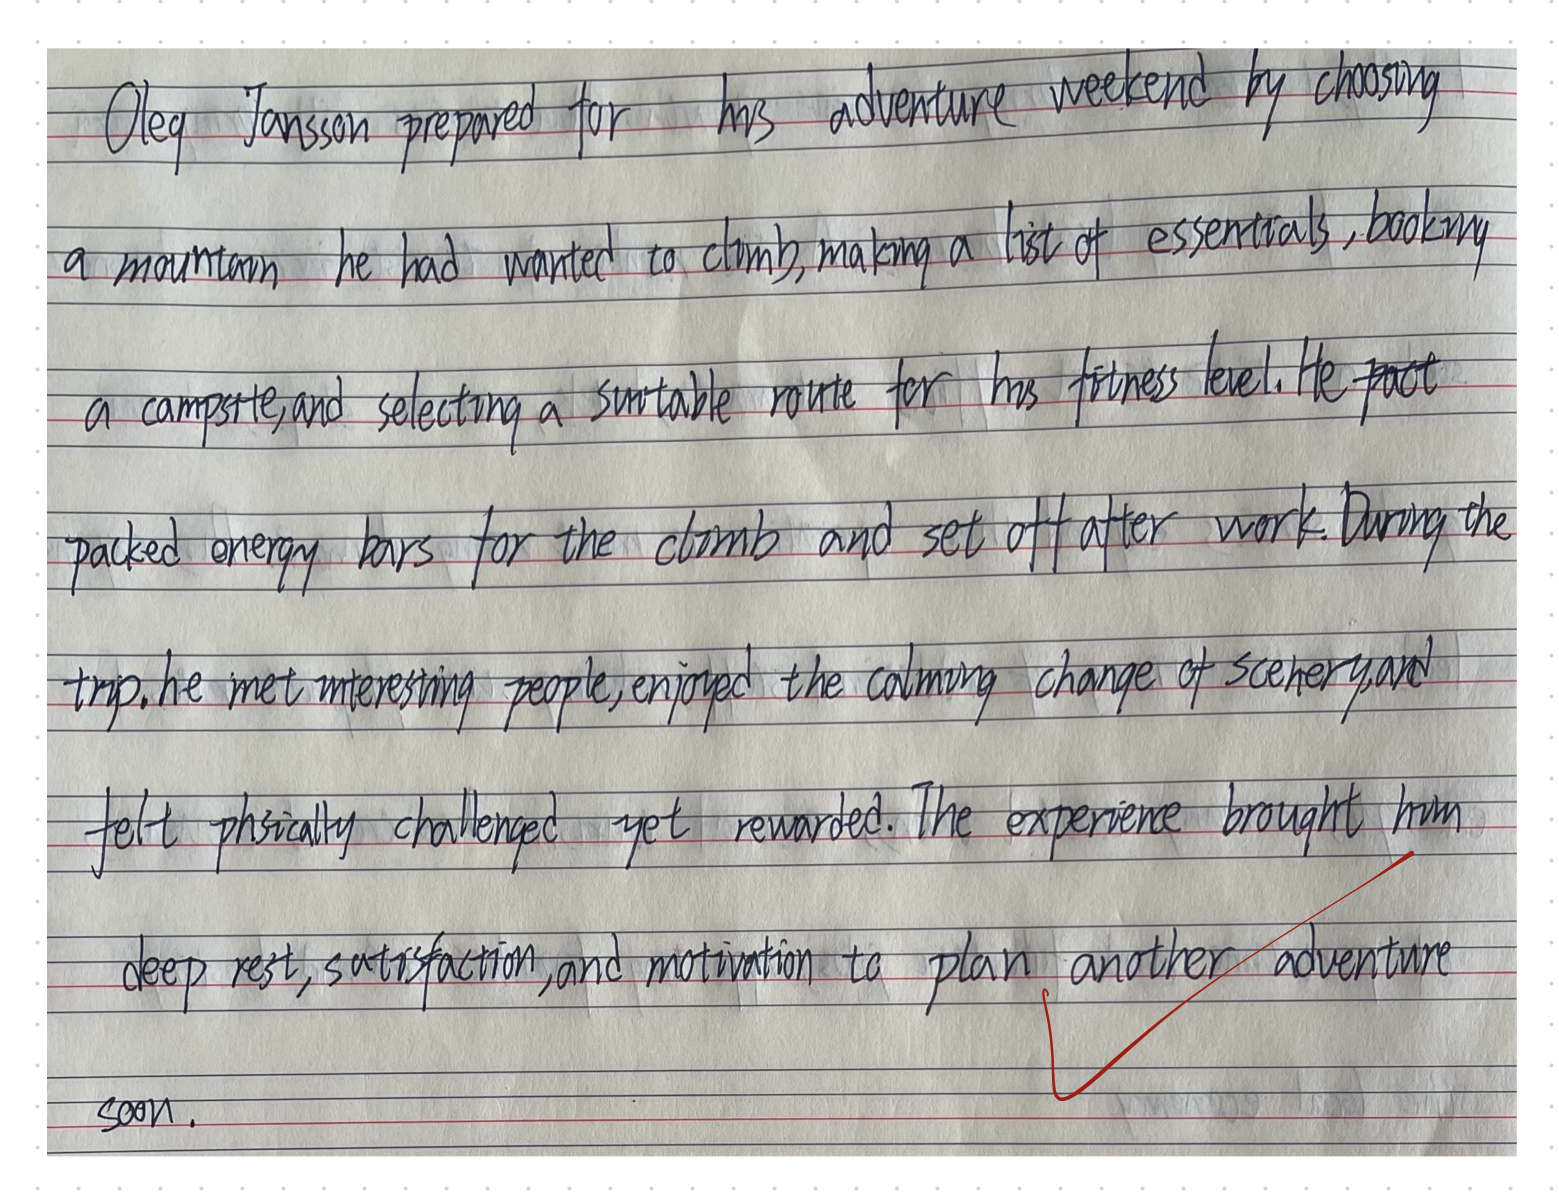 Oleg Jansson prepared for his adventure weekend by choosing
a mountain he had wanted to climb, making a list of essentials, booking
a campsite, and selecting a suitable route for his fitness level. He pact
packed energy bars for the climb and set off after work. During the
trip. he met interesting people, enjoyed the calming change of scenery, and
felt phsically challenged yet rewarded. The experience brought him
deep rest, satisfaction, and motivation to plan another adventure
soon.